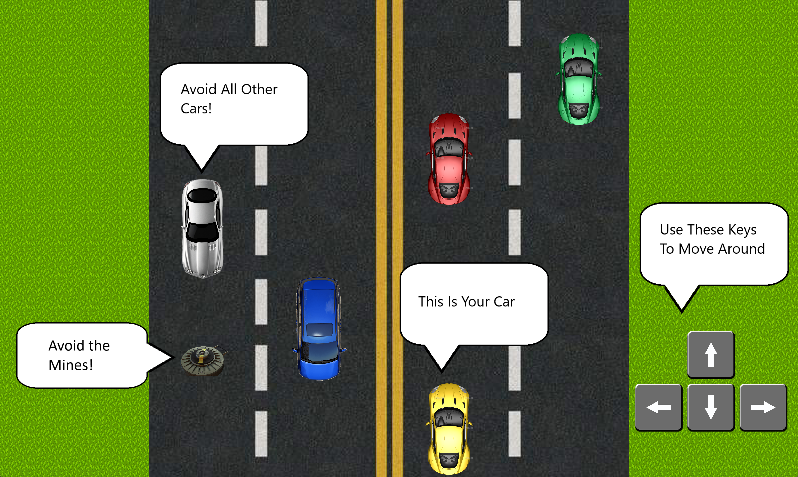 Avoid All Other
Cars!
Use These Keys
To Move Around
This Is Your Car
Avoid the
Mines!